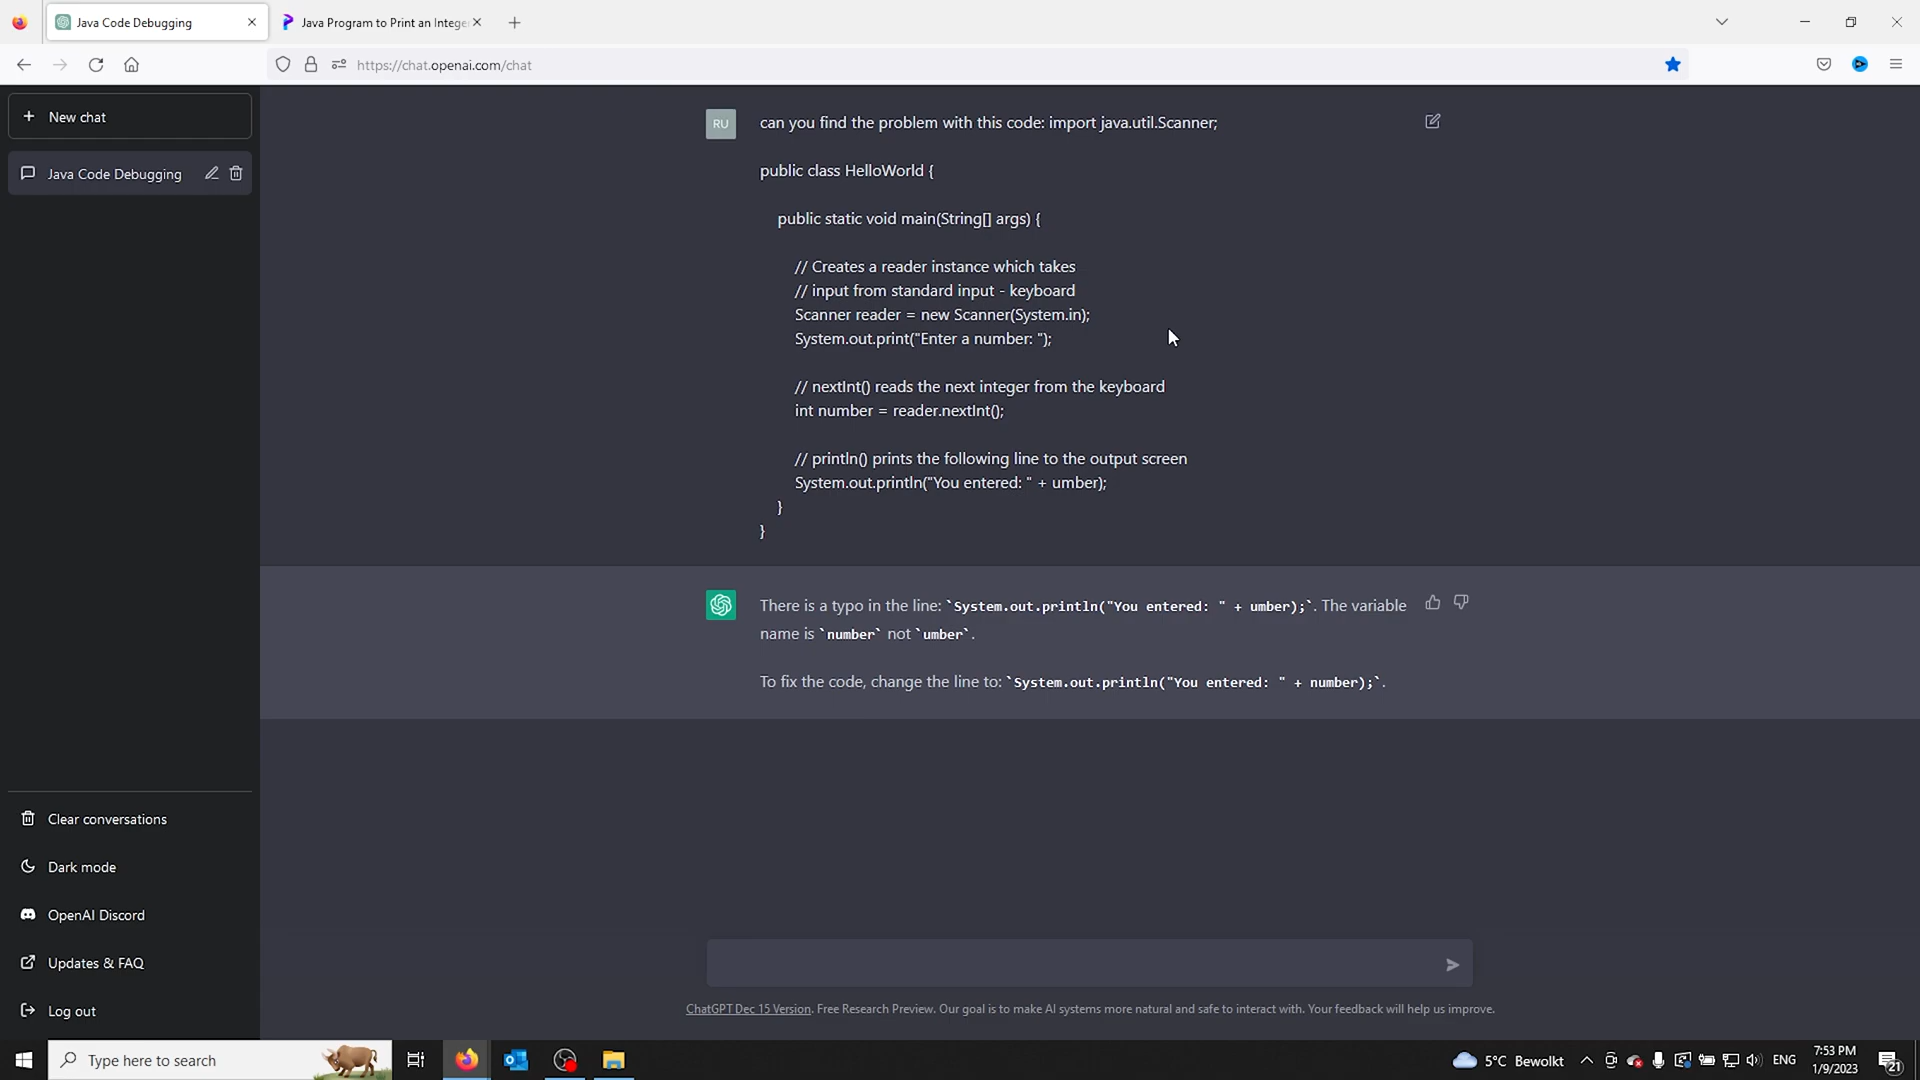 Java Code Debugging
Java Program to Print an Intege
https://chat.openai.com/chat
New chat
Java Code Debugging
RU
can you find the problem with this code: import java.util.Scanner;
public class HelloWorld {
public static void main(String[] args) {
// Creates a reader instance which takes
// input from standard input - keyboard
Scanner reader = new Scanner(System.in);
System.out.print("Enter a number: ");
// nextInt() reads the next integer from the keyboard
int number = reader.nextInt();
// println() prints the following line to the output screen
System.out.println("You entered: " + umber);
}
}
There is a typo in the line: `System.out.println("You entered: " + umber);`. The variable
name is `number` not `umber`.
To fix the code, change the line to: `System.out.println("You entered: " + number);`.
Clear conversations
Dark mode
OpenAI Discord
Updates & FAQ
Log out
ChatGPT Dec 15 Version. Free Research Preview. Our goal is to make AI systems more natural and safe to interact with. Your feedback will help us improve.
Type here to search
5°C Bewolkt
ENG
7:53 PM
1/9/2023
21